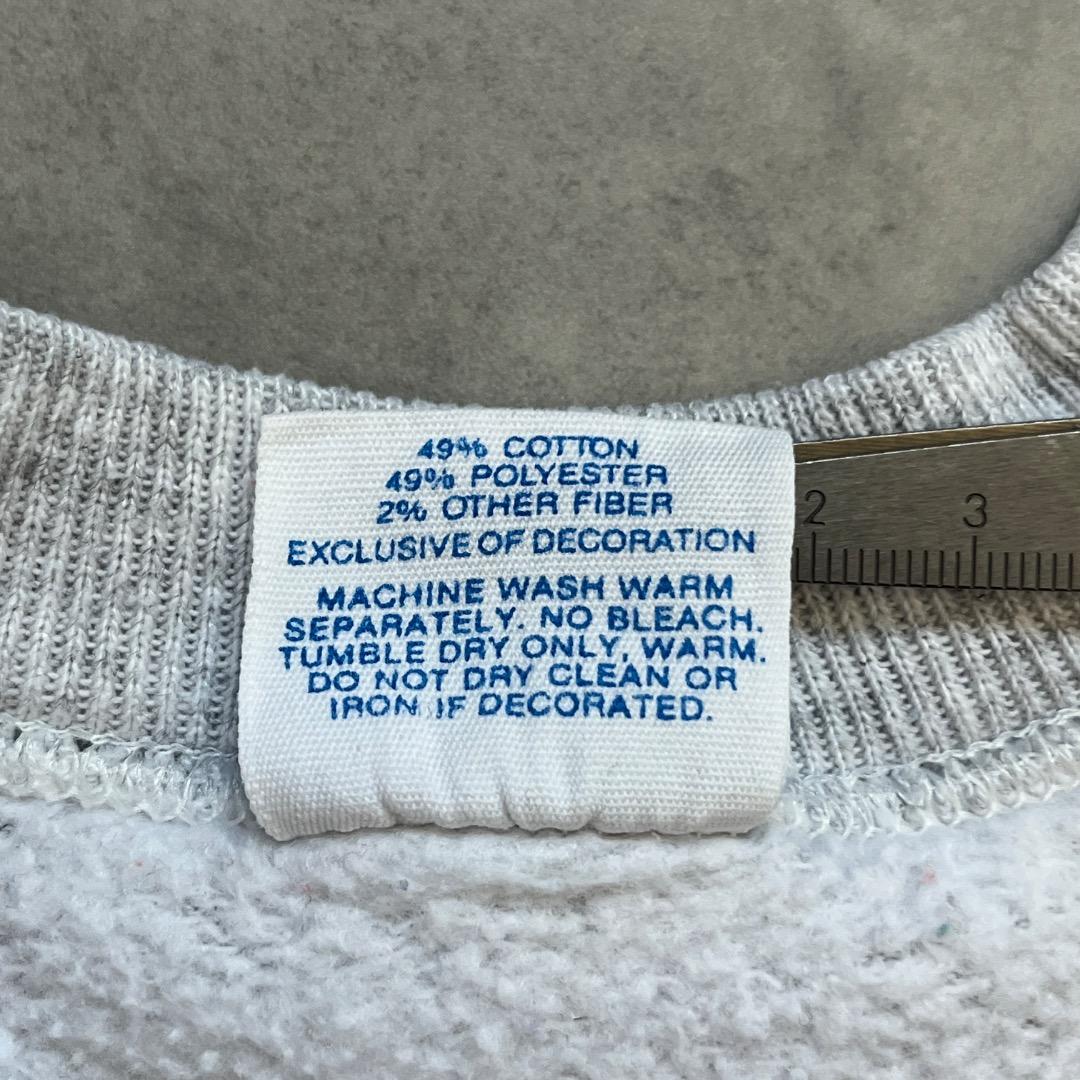 49% COTTON
49% POLYESTER
2% OTHER FIBER
EXCLUSIVE OF DECORATION
MACHINE WASH WARM
SEPARATELY. NO BLEACH.
TUMBLE DRY ONLY, WARM.
DO NOT DRY CLEAN OR
IRON IF DECORATED.
2 3